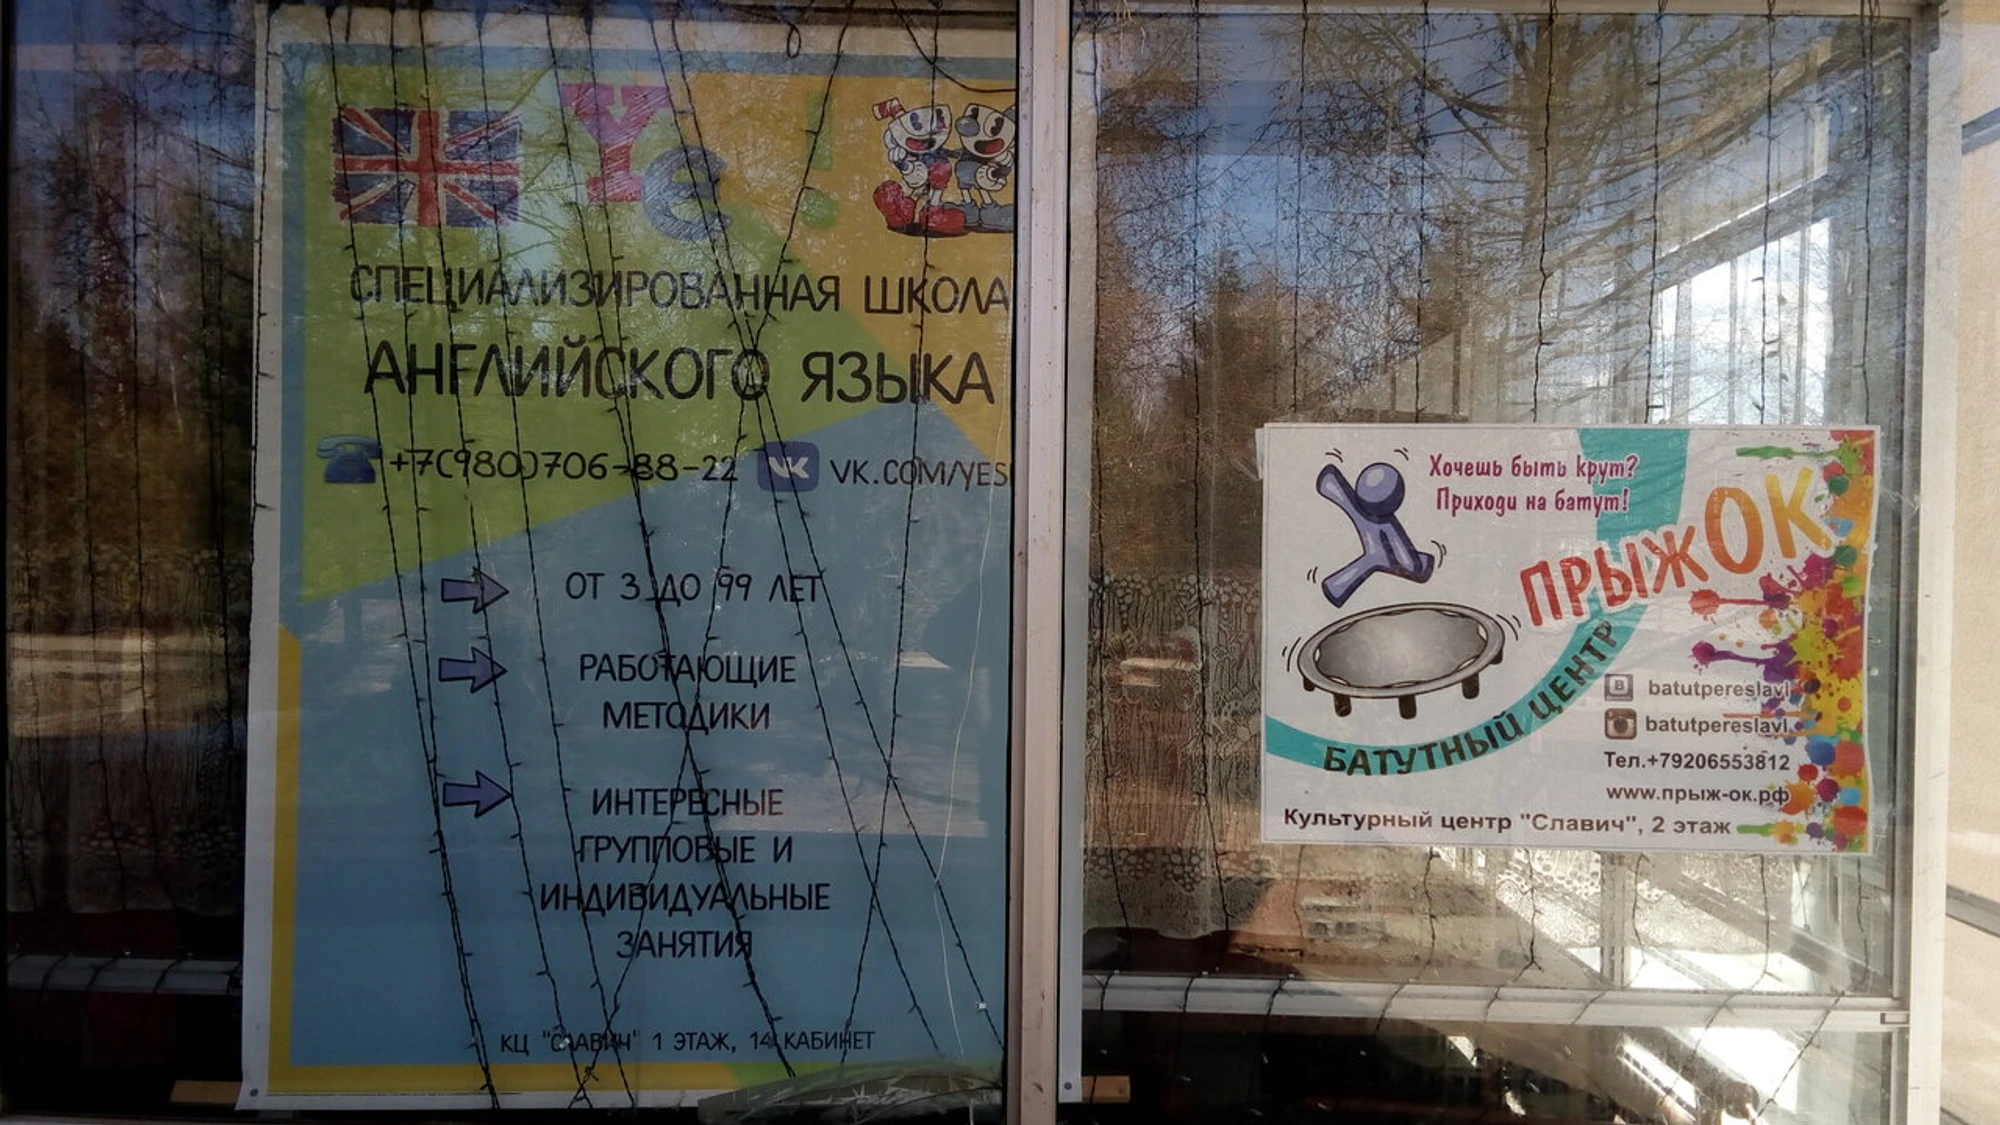 Ye !
СПЕЦИАЛИЗИРОВАННАЯ ШКОЛА
АНГЛИЙСКОГО ЯЗЫКА
+7(980)706-88-22 VK VK.COM/YES
ОТ 3 ДО 99 ЛЕТ
РАБОТАЮЩИЕ
МЕТОДИКИ
ИНТЕРЕСНЫЕ
ГРУППОВЫЕ И
ИНДИВИДУАЛЬНЫЕ
ЗАНЯТИЯ
КЦ "СЛАВИЧ" 1 ЭТАЖ, 14 КАБИНЕТ
Хочешь быть крут?
Приходи на батут!
ПРЫЖОК
БАТУТНЫЙ ЦЕНТР
В batutpereslavl
batutpereslavl
Тел.+79206553812
www.прыж-ок.рф
Культурный центр "Славич", 2 этаж